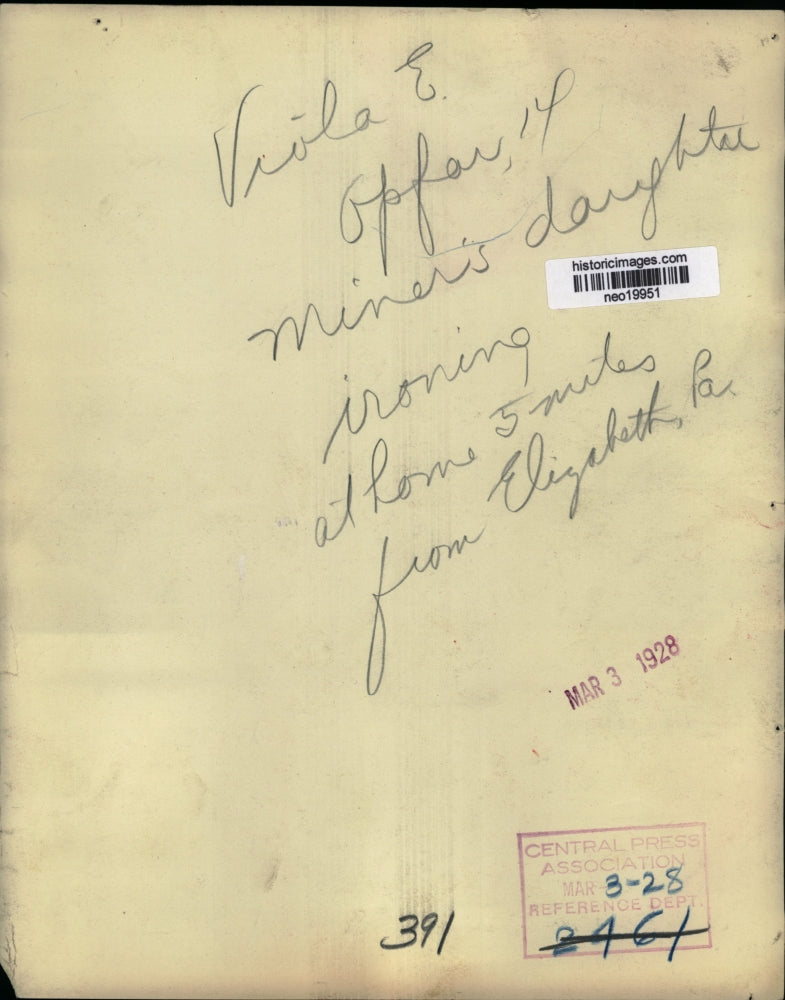 Viola E.
Opfar, 14
miner's daughter
historicimages.com
neo19951
ironing
at home 5 miles
from Elizabeth, Pa.
MAR 3 1928
CENTRAL PRESS
ASSOCIATION
MAR 3-28
REFERENCE DEPT.
2461
391